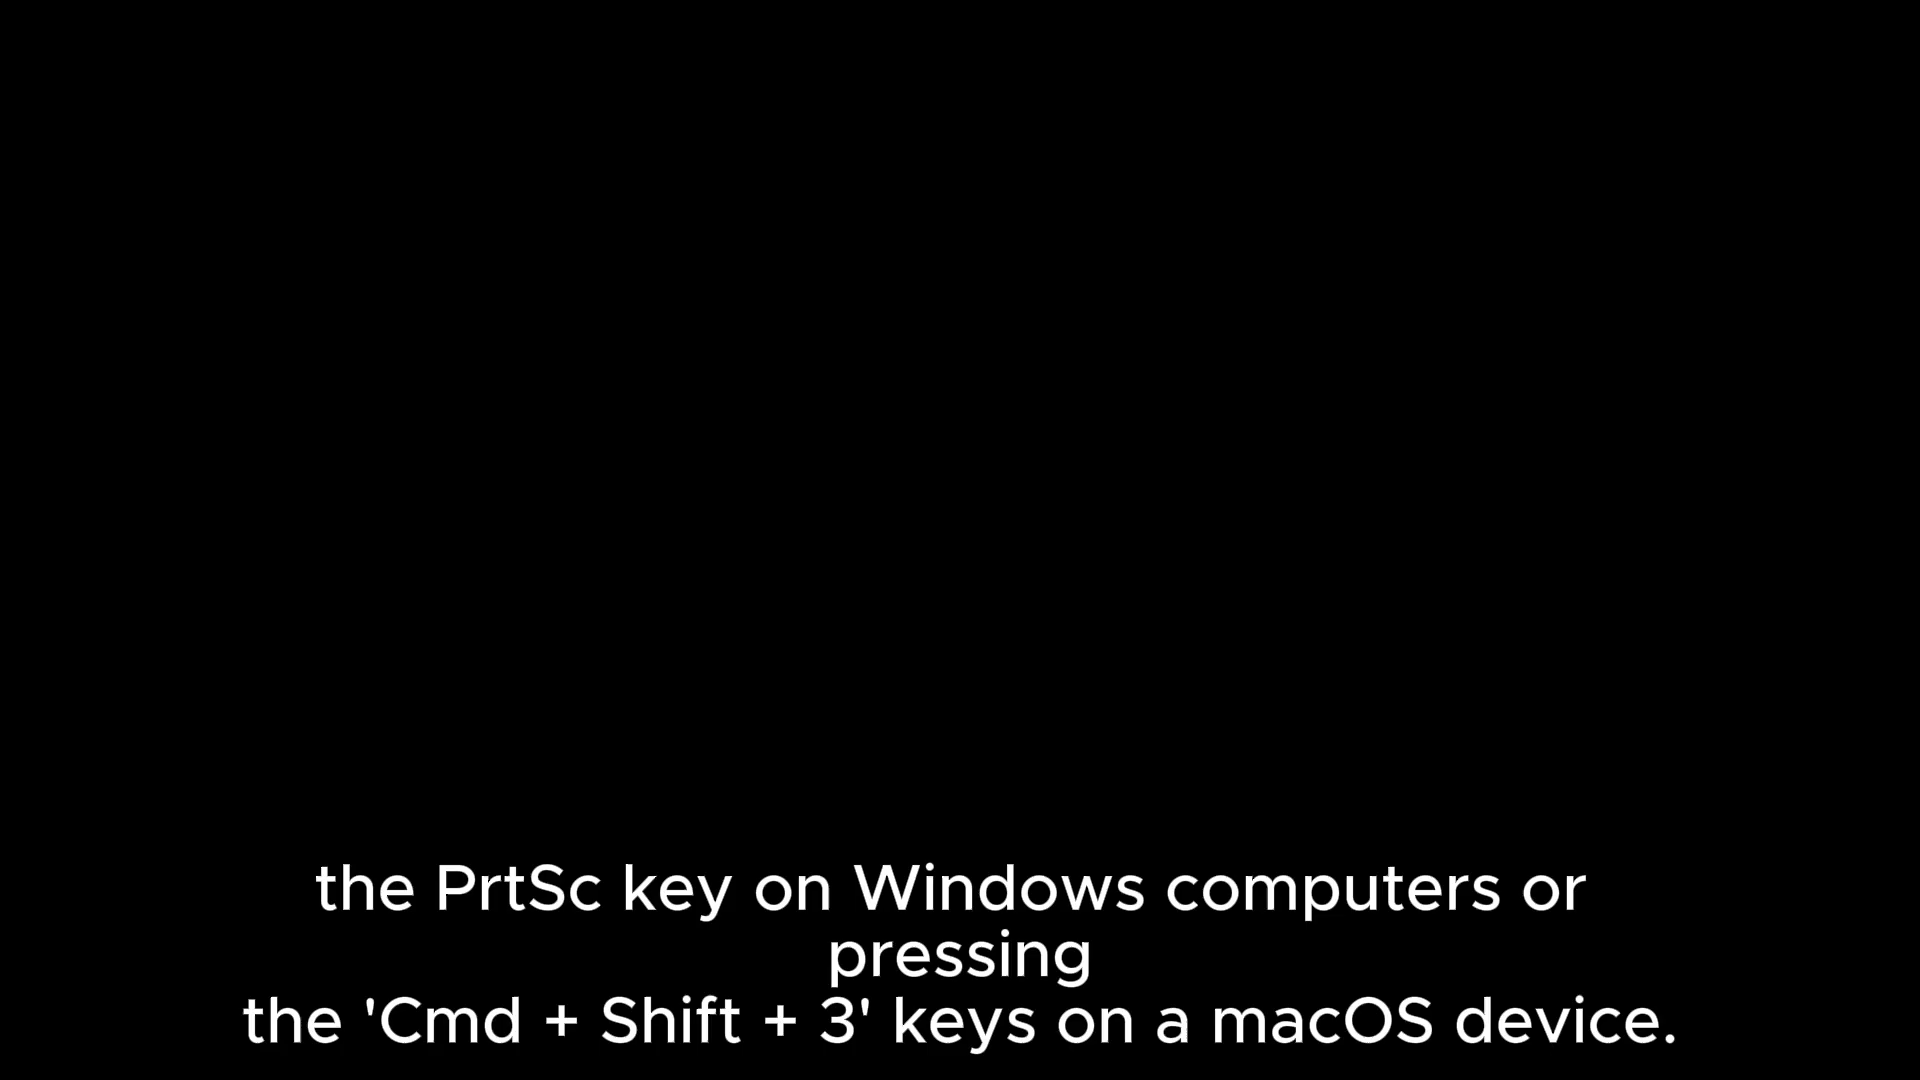 the PrtSc key on Windows computers or
pressing
the 'Cmd + Shift + 3' keys on a macOS device.